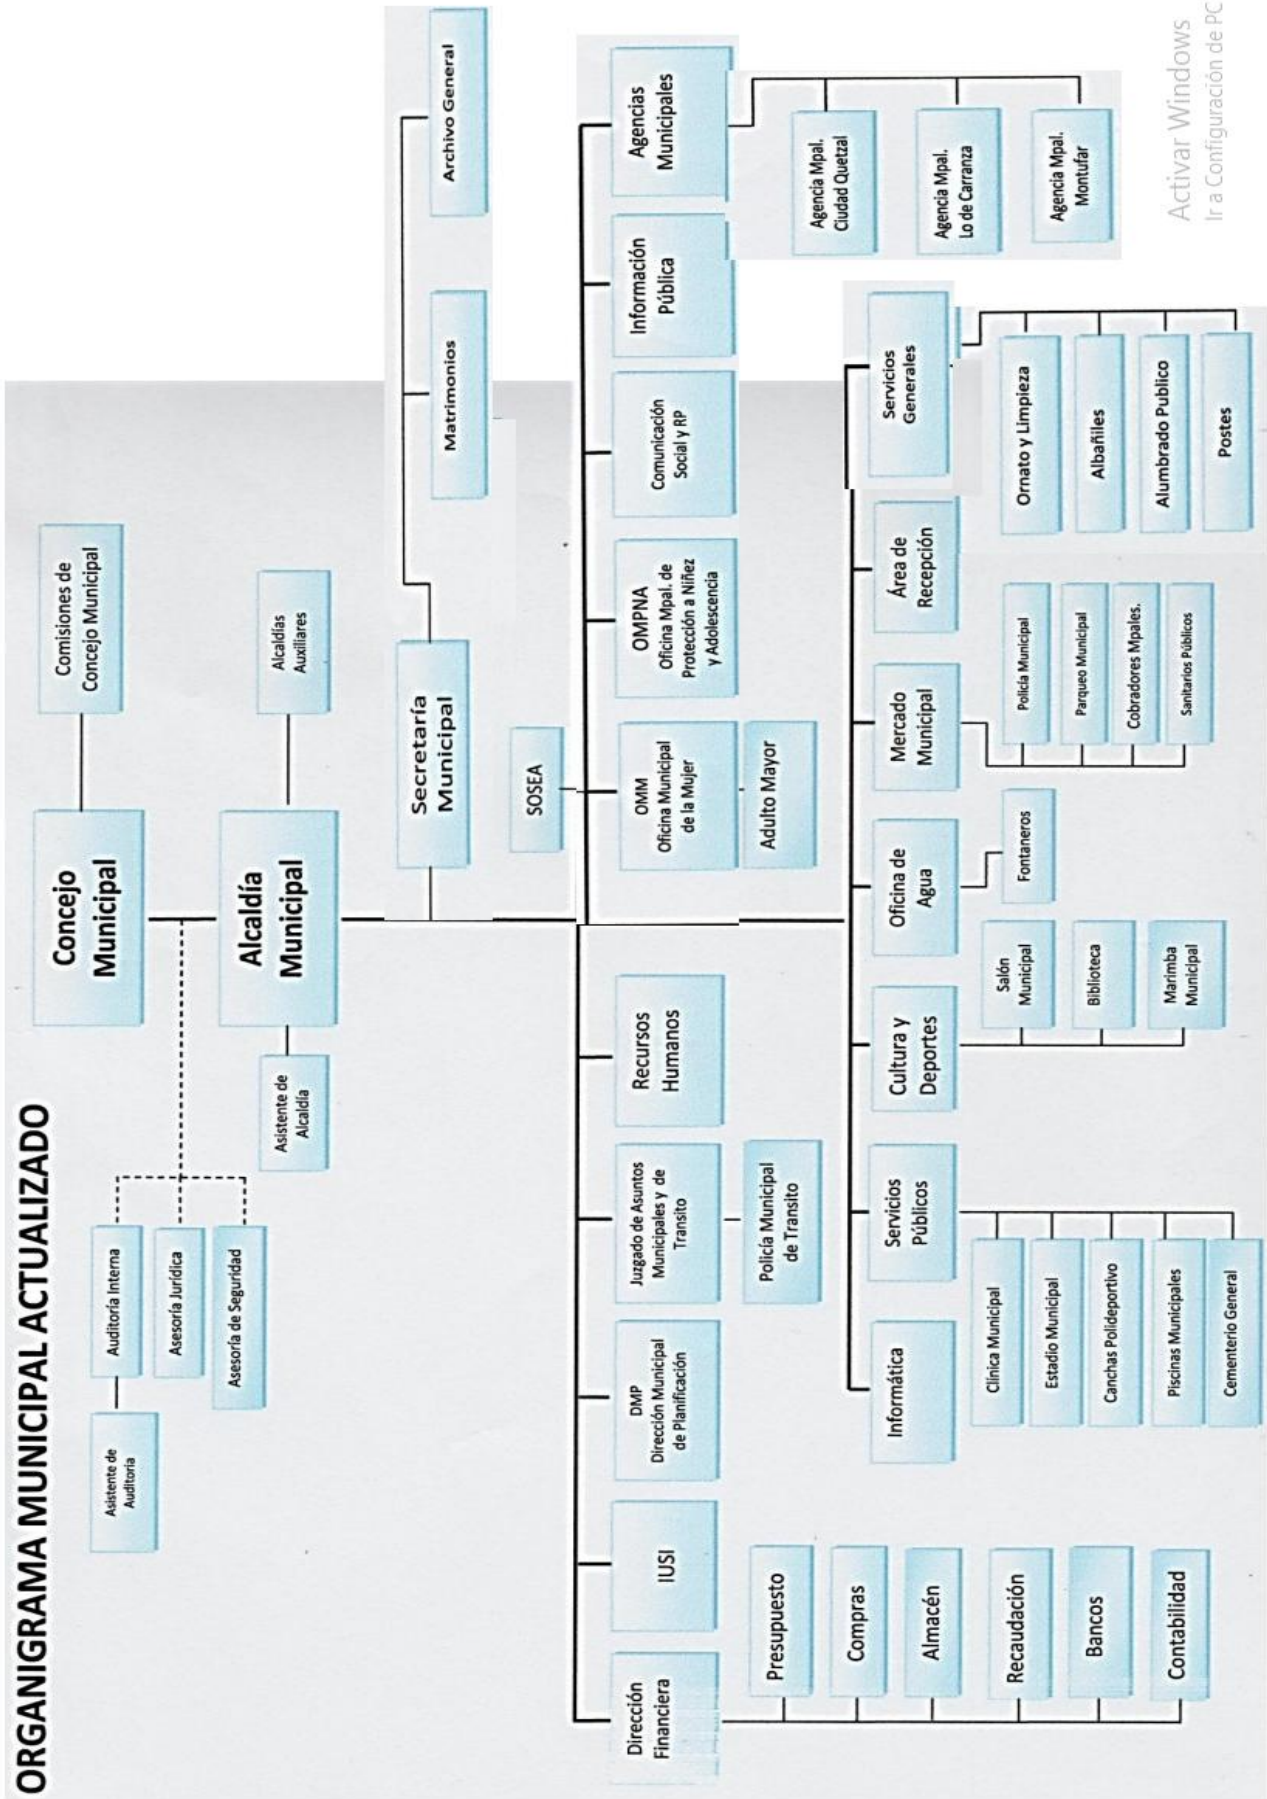 ORGANIGRAMA MUNICIPAL ACTUALIZADO
Concejo
Municipal
Comisiones de
Concejo Municipal
Auditoría Interna
Asistente de
Auditoria
Asesoría Jurídica
Asesoría de Seguridad
Alcaldía
Municipal
Alcaldías
Auxiliares
Asistente de
Alcaldía
Secretaría
Municipal
Matrimonios
Archivo General
SOSEA
Dirección
Financiera
IUSI
DMP
Dirección Municipal
de Planificación
Juzgado de Asuntos
Municipales y de
Transito
Recursos
Humanos
OMM
Oficina Municipal
de la Mujer
OMPNA
Oficina Mpal. de
Protección a Niñez
y Adolescencia
Comunicación
Social y RP
Información
Pública
Agencias
Municipales
Presupuesto
Compras
Almacén
Recaudación
Bancos
Contabilidad
Policía Municipal
de Transito
Adulto Mayor
Agencia Mpal.
Ciudad Quetzal
Agencia Mpal.
Lo de Carranza
Agencia Mpal.
Montufar
Informática
Servicios
Públicos
Cultura y
Deportes
Oficina de
Agua
Mercado
Municipal
Área de
Recepción
Servicios
Generales
Clínica Municipal
Estadio Municipal
Canchas Polideportivo
Piscinas Municipales
Cementerio General
Salón
Municipal
Biblioteca
Marimba
Municipal
Fontaneros
Policía Municipal
Parqueo Municipal
Cobradores Mpales.
Sanitarios Públicos
Ornato y Limpieza
Albañiles
Alumbrado Publico
Postes
Activar Windows
Ir a Configuración de PC